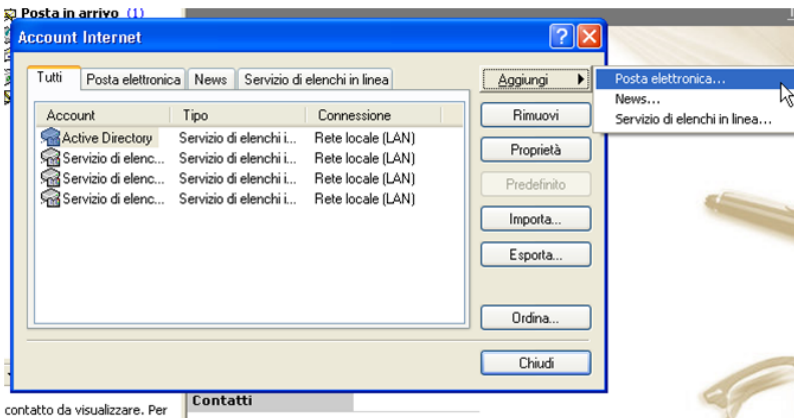 Posta in arrivo (1)
Account Internet
Tutti Posta elettronica News Servizio di elenchi in linea
Aggiungi
Posta elettronica...
News...
Servizio di elenchi in linea...
Account Tipo Connessione
Active Directory Servizio di elenchi i... Rete locale (LAN)
Servizio di elenc... Servizio di elenchi i... Rete locale (LAN)
Servizio di elenc... Servizio di elenchi i... Rete locale (LAN)
Servizio di elenc... Servizio di elenchi i... Rete locale (LAN)
Rimuovi
Proprietà
Predefinito
Importa...
Esporta...
Ordina...
Chiudi
Contatti
contatto da visualizzare. Per